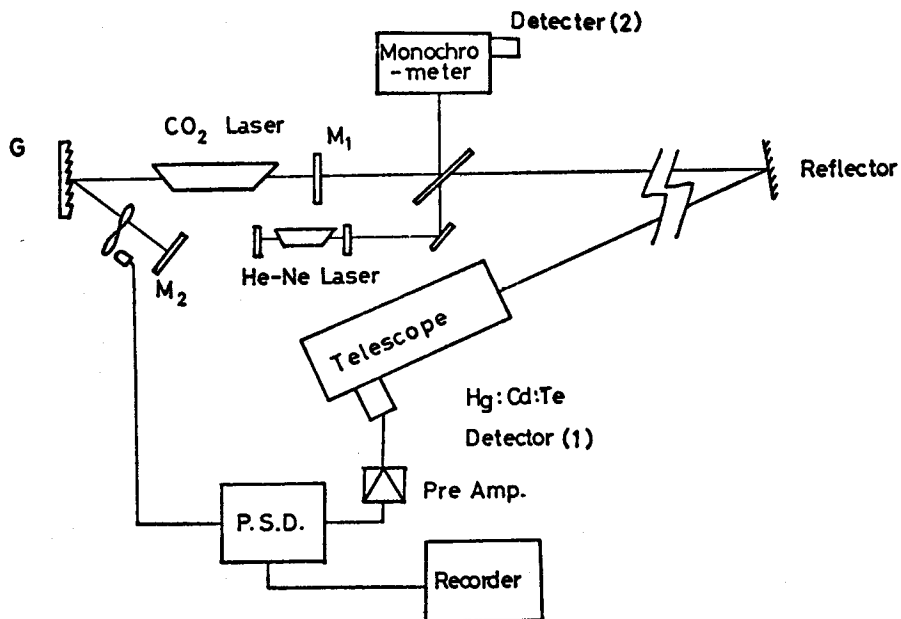 Detecter (2)
Monochro
-meter
G
CO₂ Laser
M₁
Reflector
He-Ne Laser
M₂
Telescope
Hg:Cd:Te
Detector (1)
Pre Amp.
P.S.D.
Recorder